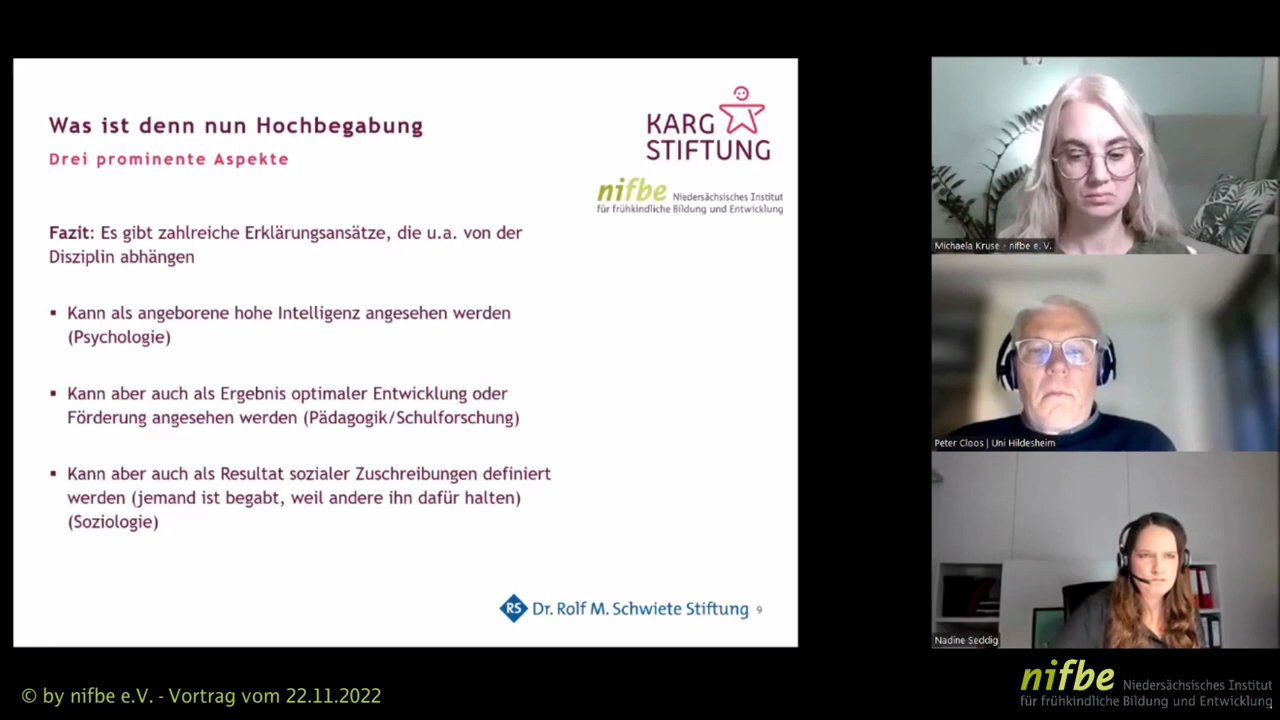 Was ist denn nun Hochbegabung
Drei prominente Aspekte
KARG
STIFTUNG
nifbe Niedersächsisches Institut
für frühkindliche Bildung und Entwicklung
Fazit: Es gibt zahlreiche Erklärungsansätze, die u.a. von der
Disziplin abhängen
▪ Kann als angeborene hohe Intelligenz angesehen werden
(Psychologie)
▪ Kann aber auch als Ergebnis optimaler Entwicklung oder
Förderung angesehen werden (Pädagogik/Schulforschung)
▪ Kann aber auch als Resultat sozialer Zuschreibungen definiert
werden (jemand ist begabt, weil andere ihn dafür halten)
(Soziologie)
RS Dr. Rolf M. Schwiete Stiftung 9
Michaela Kruse - nifbe e. V.
Peter Cloos | Uni Hildesheim
Nadine Seddig
© by nifbe e.V. - Vortrag vom 22.11.2022
nifbe Niedersächsisches Institut
für frühkindliche Bildung und Entwicklung